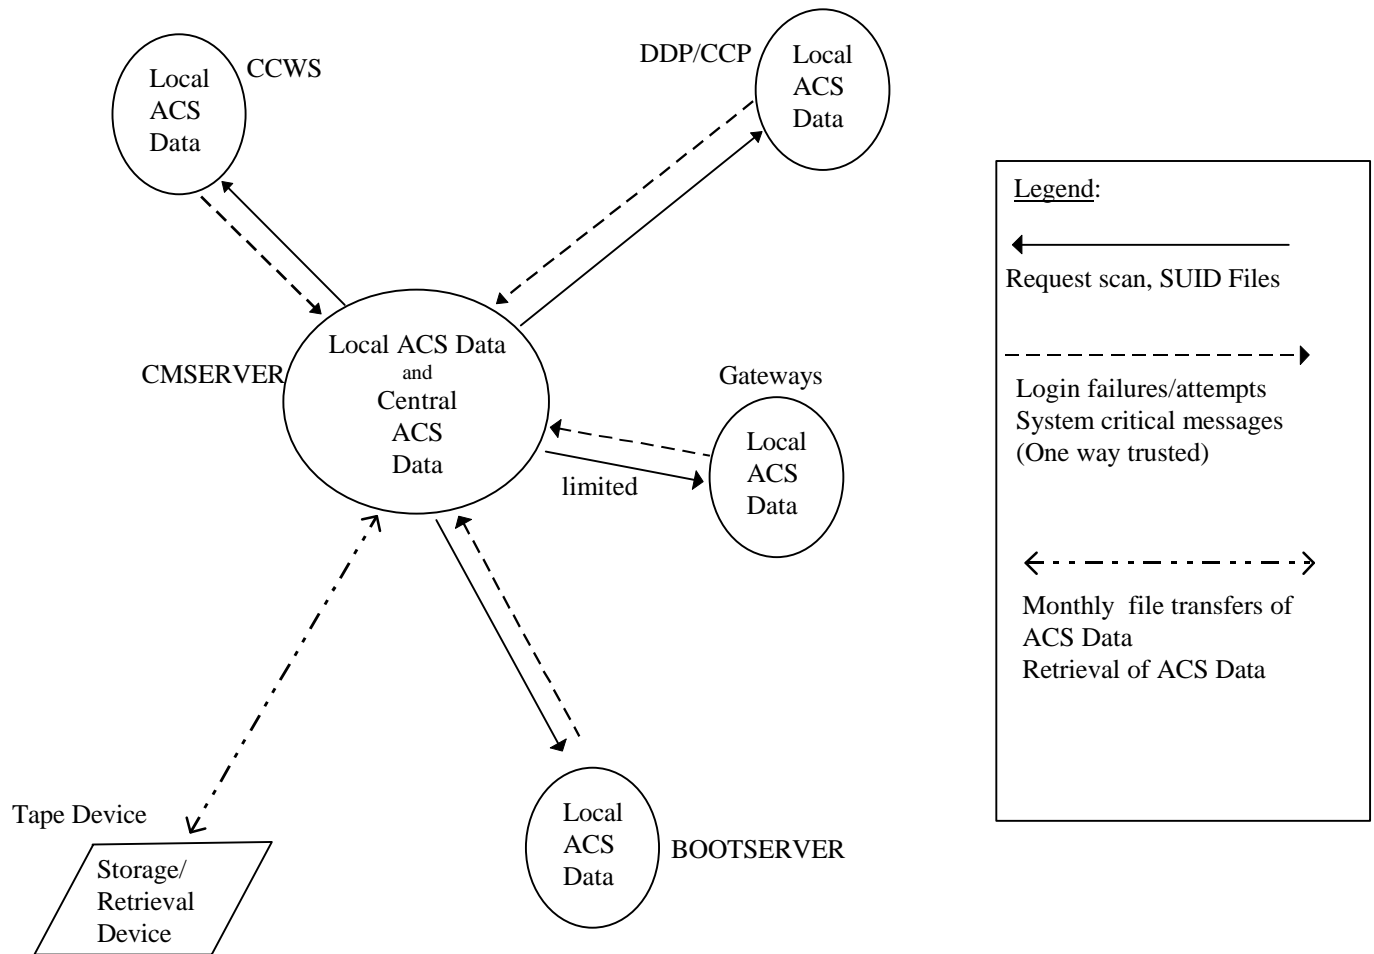 CCWS
Local
ACS
Data
DDP/CCP
Local
ACS
Data
CMSERVER
Local ACS Data
and
Central
ACS
Data
Gateways
Local
ACS
Data
limited
Tape Device
Storage/
Retrieval
Device
Local
ACS
Data
BOOTSERVER
Legend:
Request scan, SUID Files
Login failures/attempts
System critical messages
(One way trusted)
Monthly file transfers of
ACS Data
Retrieval of ACS Data